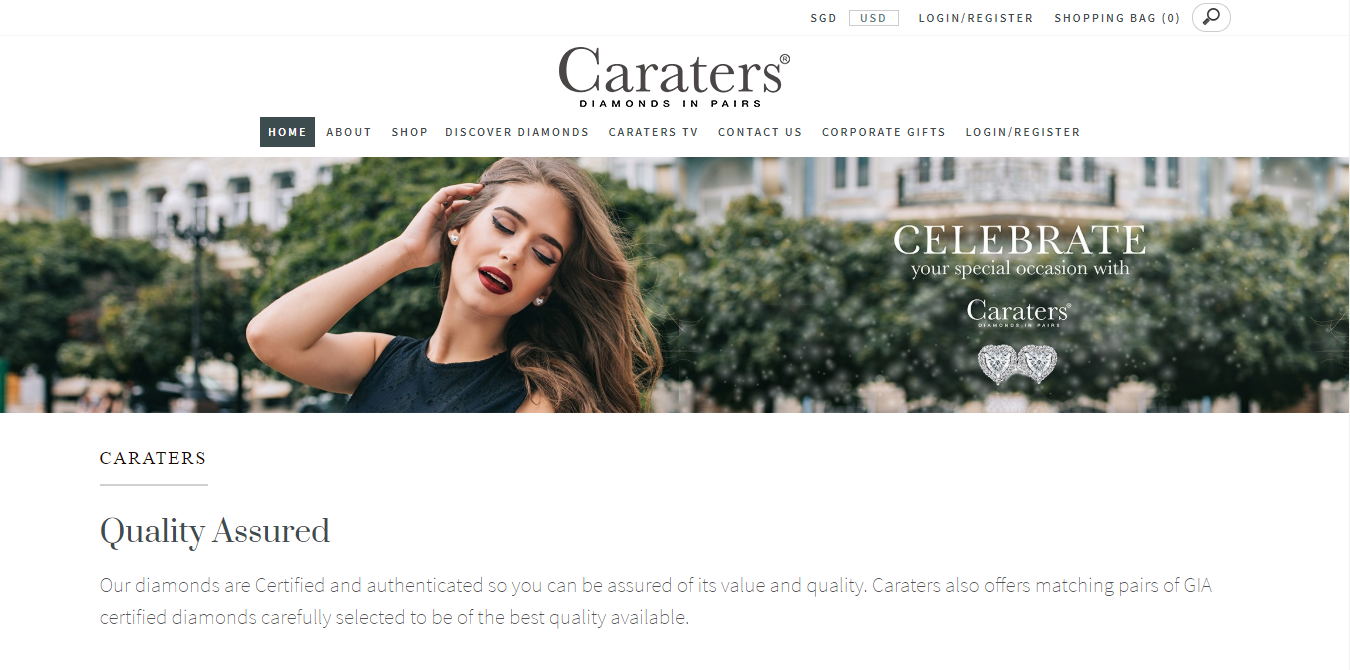 SGD USD LOGIN/REGISTER SHOPPING BAG (0)
Caraters®
DIAMONDS IN PAIRS
HOME ABOUT SHOP DISCOVER DIAMONDS CARATERS TV CONTACT US CORPORATE GIFTS LOGIN/REGISTER
CELEBRATE
your special occasion with
Caraters®
DIAMONDS IN PAIRS
CARATERS
Quality Assured
Our diamonds are Certified and authenticated so you can be assured of its value and quality. Caraters also offers matching pairs of GIA
certified diamonds carefully selected to be of the best quality available.